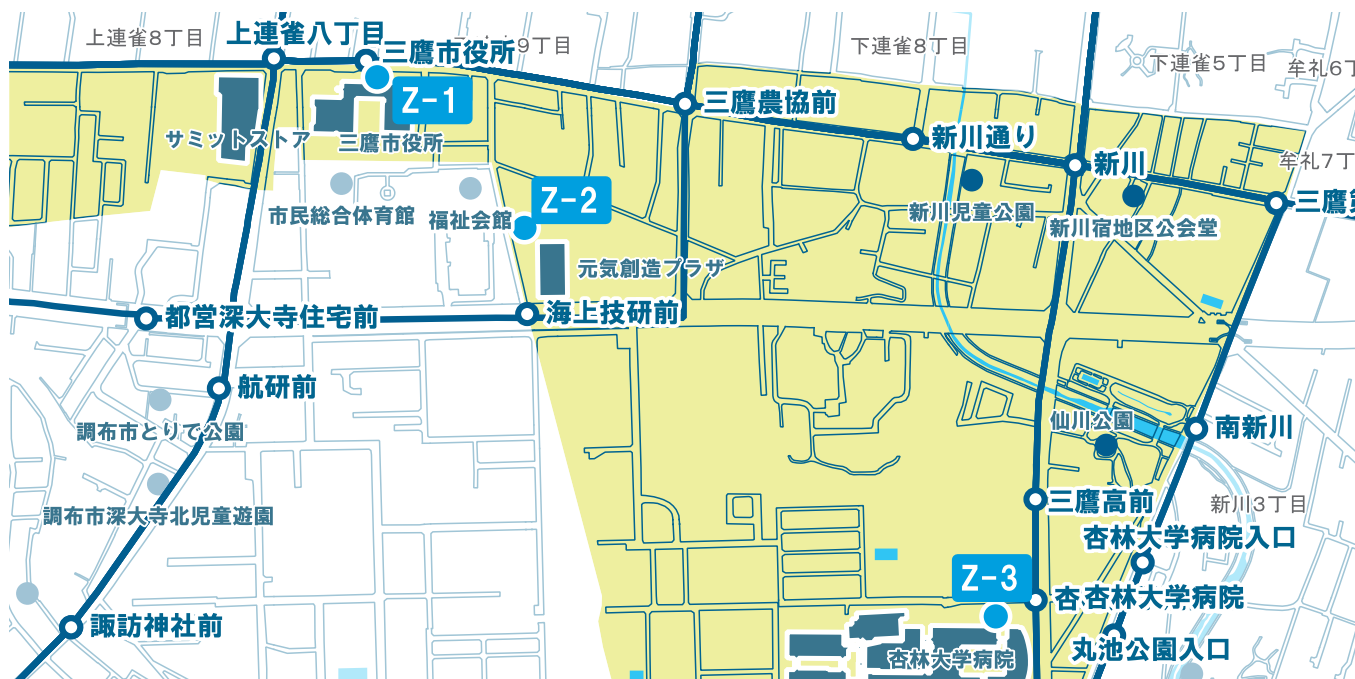 上連雀8丁目
上連雀八丁目
三鷹市役所
9丁目
下連雀8丁目
下連雀5丁目
牟礼6丁
Z-1
三鷹農協前
サミットストア
三鷹市役所
新川通り
新川
牟礼7丁
Z-2
市民総合体育館
福祉会館
新川児童公園
新川宿地区公会堂
三鷹
元気創造プラザ
都営深大寺住宅前
海上技研前
航研前
調布市とりで公園
仙川公園
南新川
調布市深大寺北児童遊園
三鷹高前
新川3丁目
杏林大学病院入口
Z-3
杏杏林大学病院
諏訪神社前
杏林大学病院
丸池公園入口